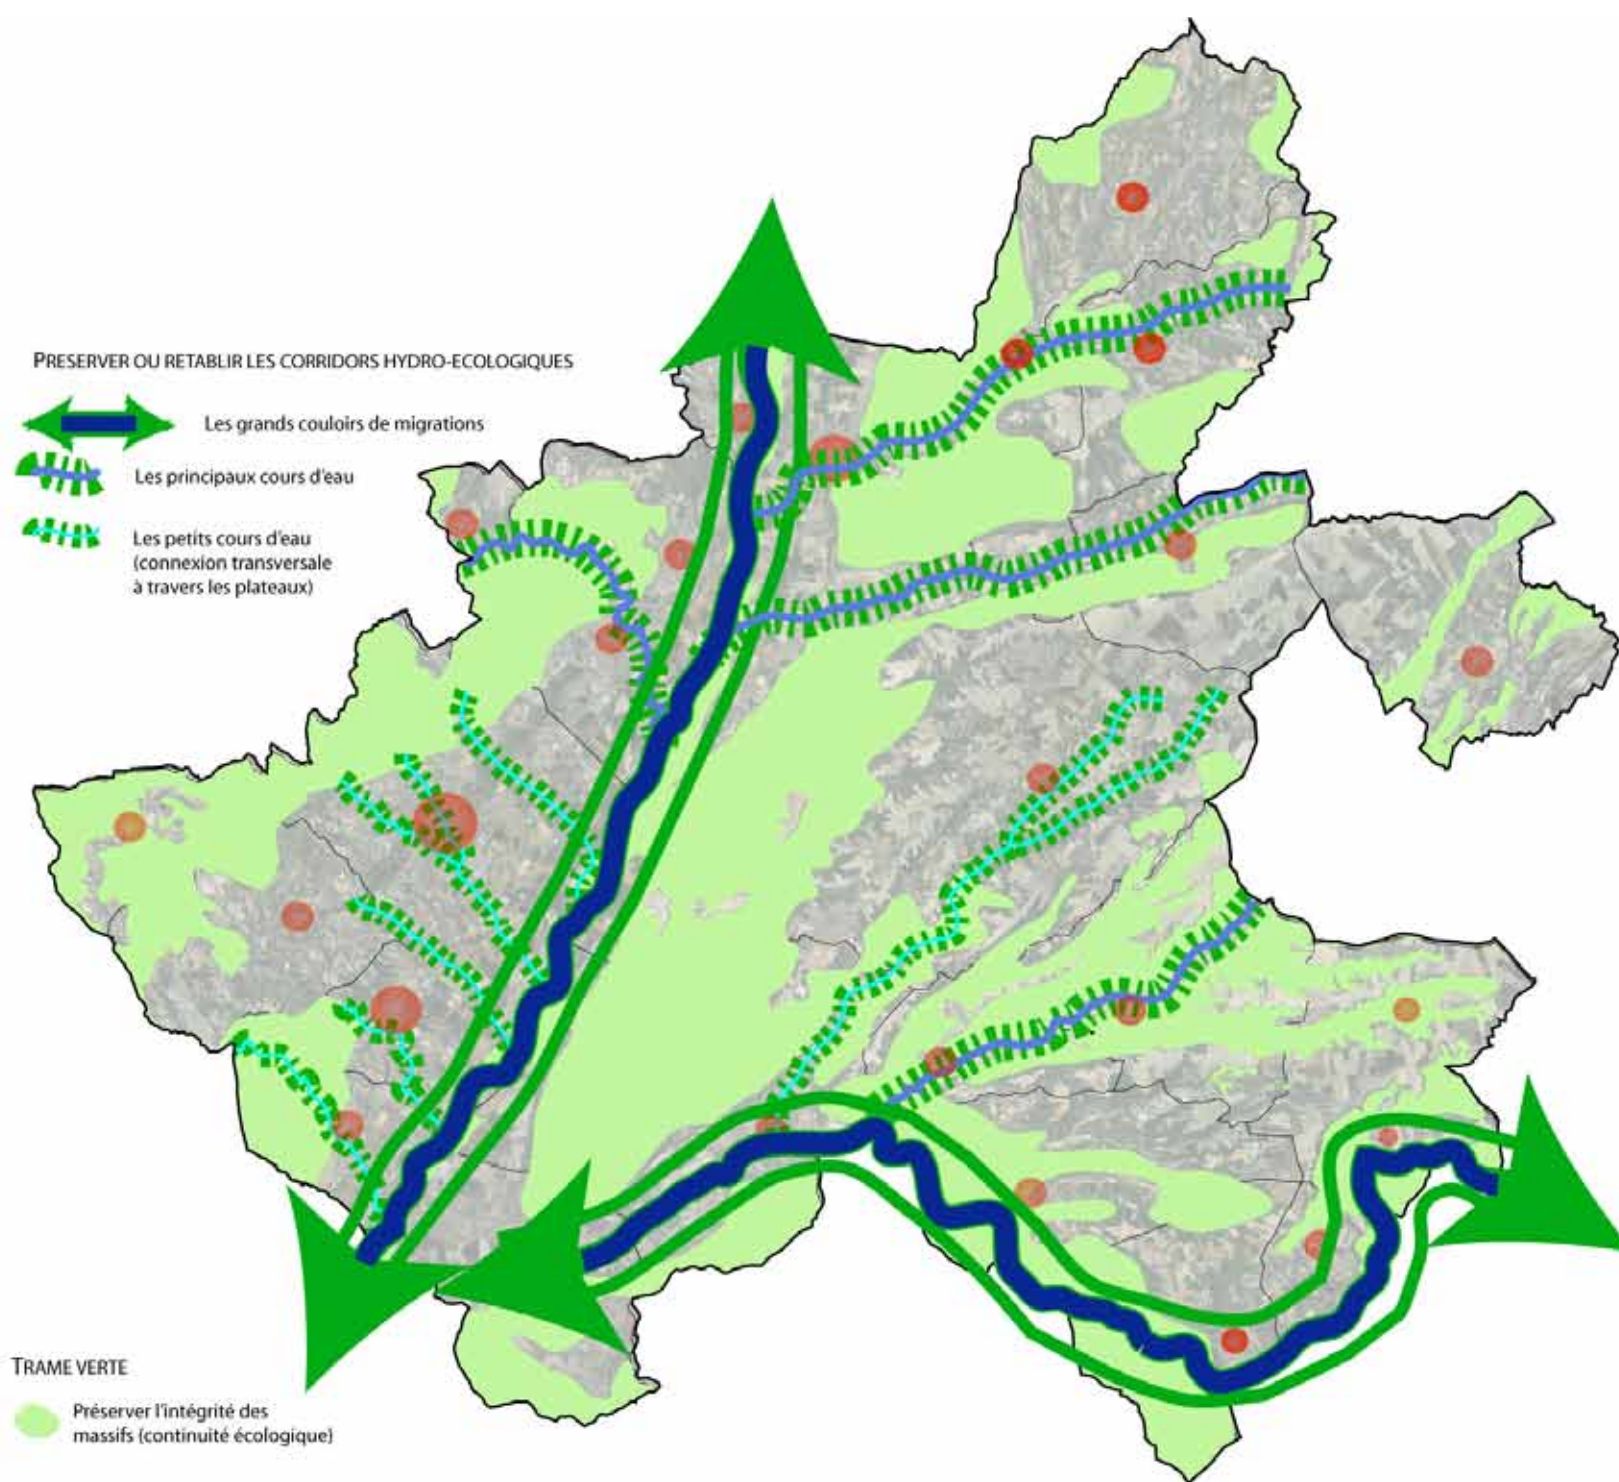 PRESERVER OU RETABLIR LES CORRIDORS HYDRO-ECOLOGIQUES
Les grands couloirs de migrations
Les principaux cours d'eau
Les petits cours d'eau
(connexion transversale
à travers les plateaux)
TRAME VERTE
Préserver l'intégrité des
massifs (continuité écologique)